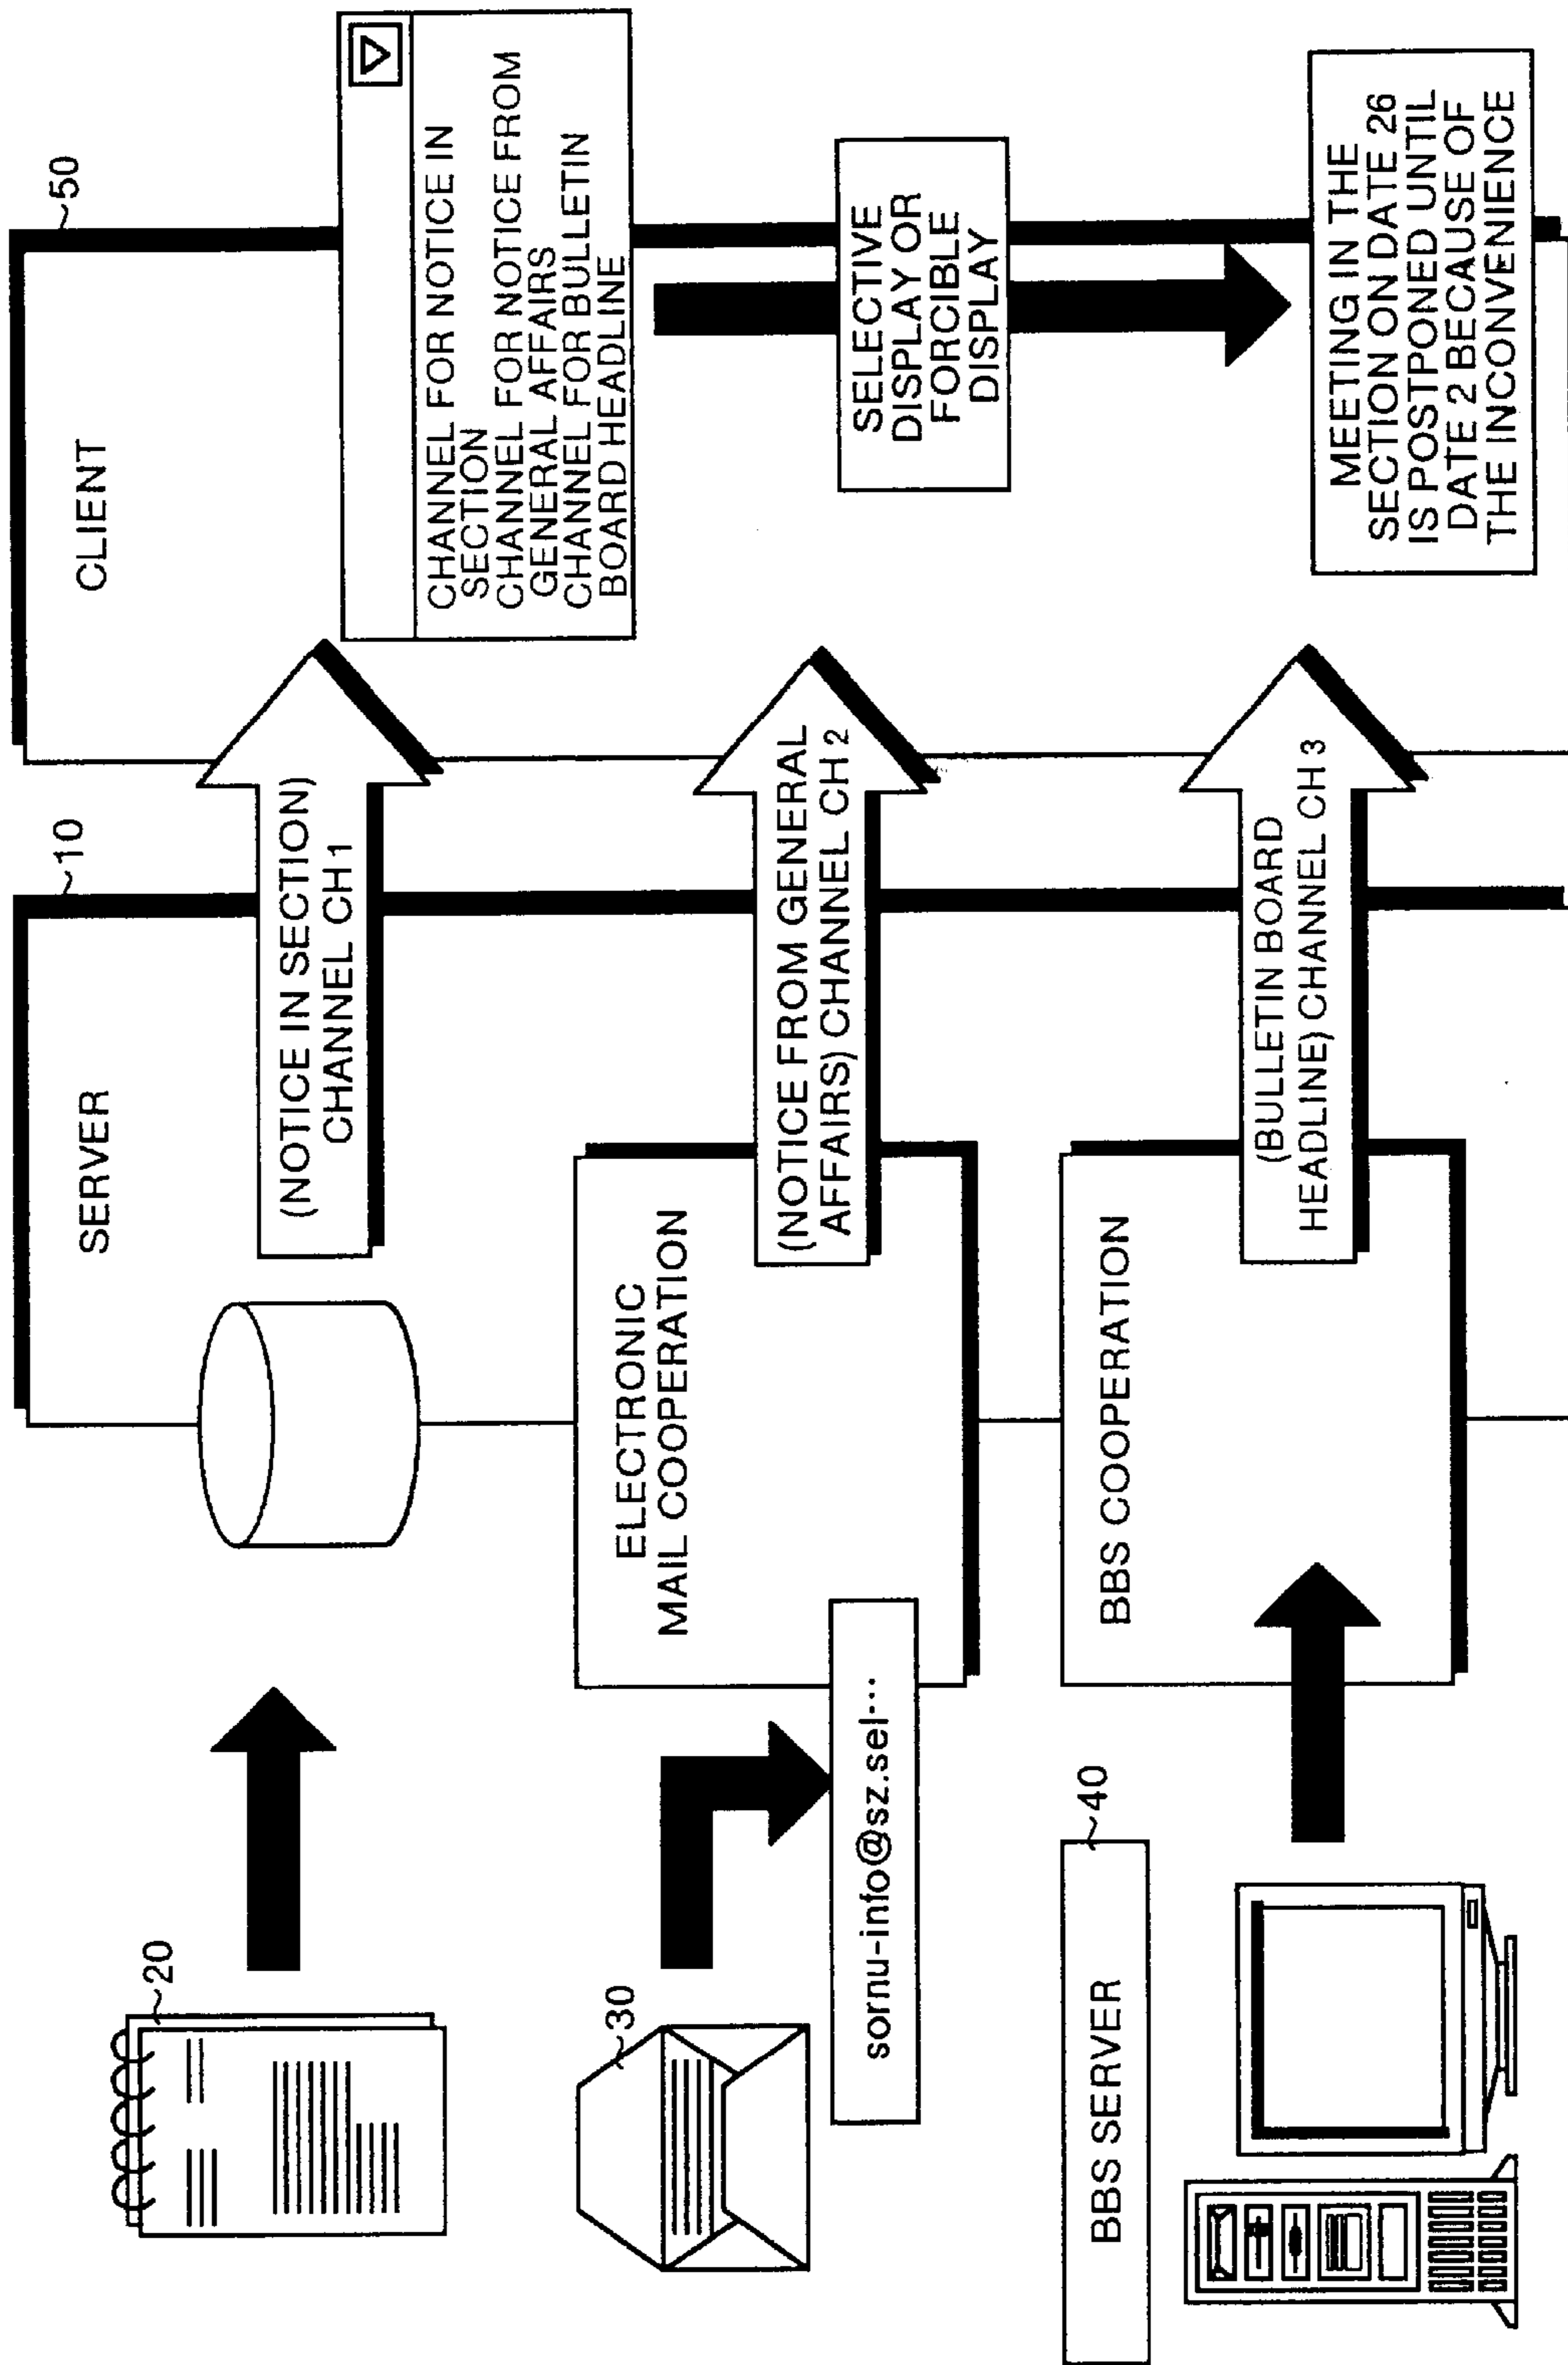 20
30
sornu-info@sz.sel...
BBS SERVER
40
SERVER
10
ELECTRONIC
MAIL COOPERATION
BBS COOPERATION
(NOTICE IN SECTION)
CHANNEL CH 1
(NOTICE FROM GENERAL
AFFAIRS) CHANNEL CH 2
(BULLETIN BOARD
HEADLINE) CHANNEL CH 3
CLIENT
50
CHANNEL FOR NOTICE IN
SECTION
CHANNEL FOR NOTICE FROM
GENERAL AFFAIRS
CHANNEL FOR BULLETIN
BOARD HEADLINE
SELECTIVE
DISPLAY OR
FORCIBLE
DISPLAY
MEETING IN THE
SECTION ON DATE 26
IS POSTPONED UNTIL
DATE 2 BECAUSE OF
THE INCONVENIENCE